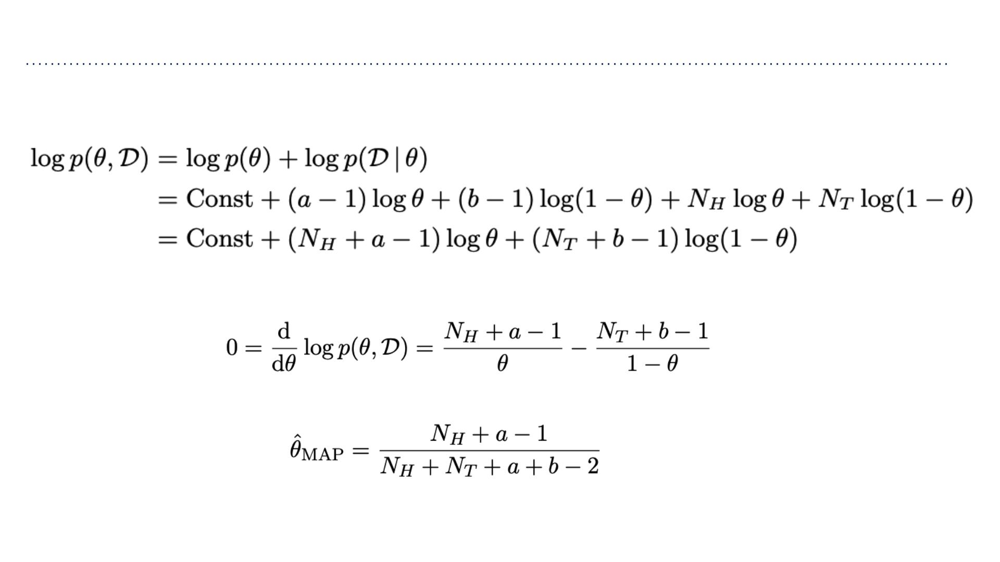 log p(θ, 𝒟) = log p(θ) + log p(𝒟 | θ)
= Const + (a − 1) log θ + (b − 1) log(1 − θ) + N_H log θ + N_T log(1 − θ)
= Const + (N_H + a − 1) log θ + (N_T + b − 1) log(1 − θ)
0 = d/dθ log p(θ, 𝒟) = (N_H + a − 1)/θ − (N_T + b − 1)/(1 − θ)
θ̂_MAP = (N_H + a − 1)/(N_H + N_T + a + b − 2)